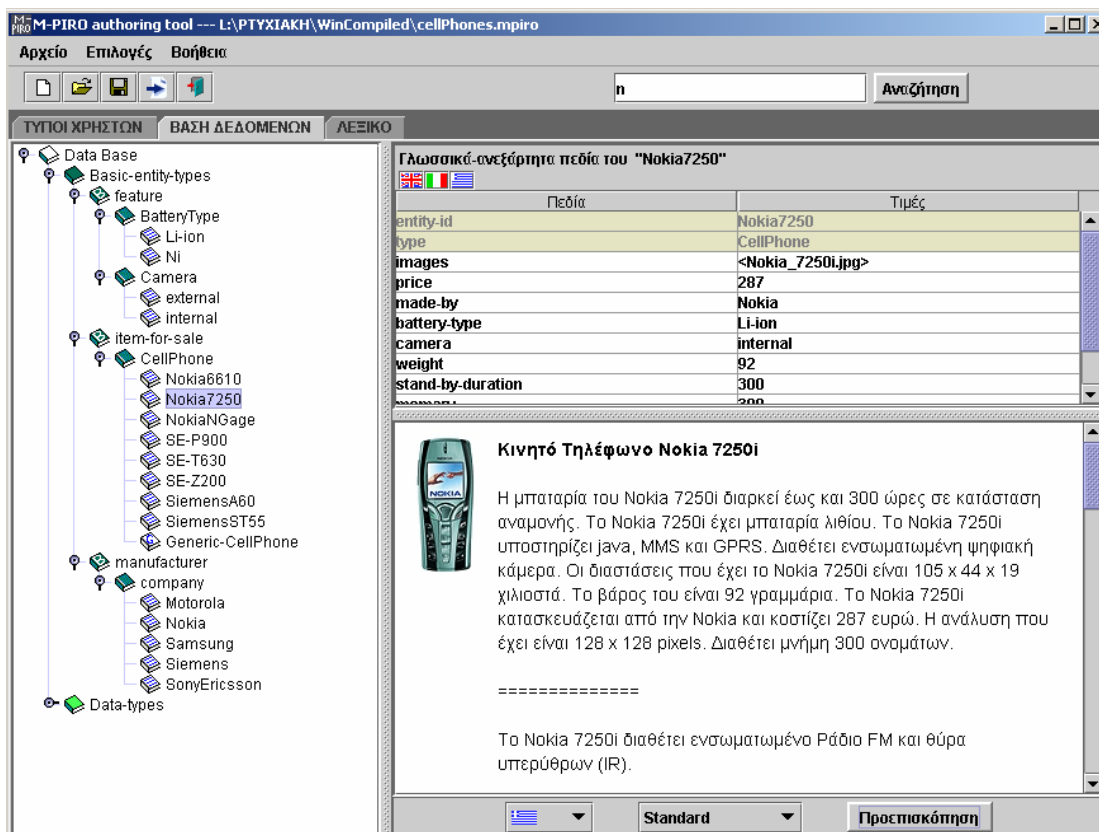 M-PIRO M-PIRO authoring tool --- L:\ΡΤΥΧΙΑΚΗ\WinCompiled\cellPhones.mpiro
Αρχείο Επιλογές Βοήθεια
n Αναζήτηση
ΤΥΠΟΙ ΧΡΗΣΤΩΝ ΒΑΣΗ ΔΕΔΟΜΕΝΩΝ ΛΕΞΙΚΟ
Data Base
Basic-entity-types
feature
BatteryType
Li-ion
Ni
Camera
external
internal
item-for-sale
CellPhone
Nokia6610
Nokia7250
NokiaNGage
SE-P900
SE-T630
SE-Z200
SiemensA60
SiemensST55
Generic-CellPhone
manufacturer
company
Motorola
Nokia
Samsung
Siemens
SonyEricsson
Data-types
Γλωσσικά-ανεξάρτητα πεδία του "Nokia7250"
Πεδία Τιμές
entity-id Nokia7250
type CellPhone
images <Nokia_7250i.jpg>
price 287
made-by Nokia
battery-type Li-ion
camera internal
weight 92
stand-by-duration 300
memory 300
NOKIA
Κινητό Τηλέφωνο Nokia 7250i
Η μπαταρία του Nokia 7250i διαρκεί έως και 300 ώρες σε κατάσταση
αναμονής. Το Nokia 7250i έχει μπαταρία λιθίου. Το Nokia 7250i
υποστηρίζει java, MMS και GPRS. Διαθέτει ενσωματωμένη ψηφιακή
κάμερα. Οι διαστάσεις που έχει το Nokia 7250i είναι 105 x 44 x 19
χιλιοστά. Το βάρος του είναι 92 γραμμάρια. Το Nokia 7250i
κατασκευάζεται από την Nokia και κοστίζει 287 ευρώ. Η ανάλυση που
έχει είναι 128 x 128 pixels. Διαθέτει μνήμη 300 ονομάτων.
==============
Το Nokia 7250i διαθέτει ενσωματωμένο Ράδιο FM και θύρα
υπερύθρων (IR).
Standard Προεπισκόπηση